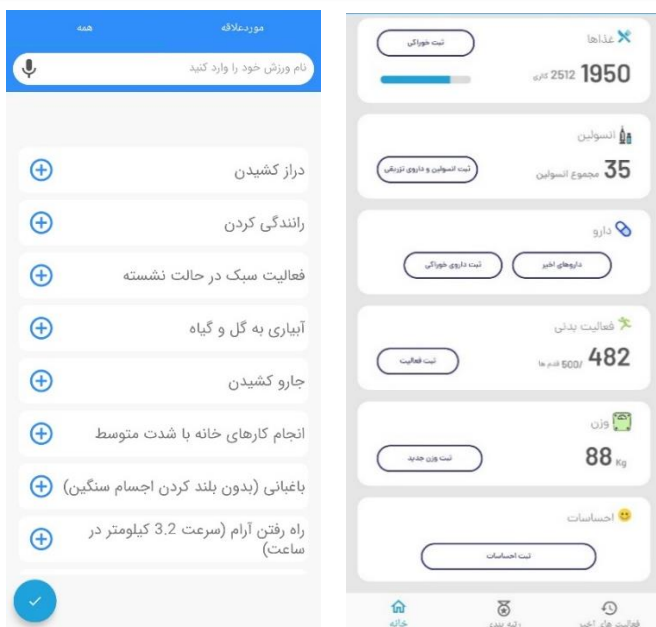 موردعلاقه
همه
نام ورزش خود را وارد کنید
دراز کشیدن
رانندگی کردن
فعالیت سبک در حالت نشسته
آبیاری به گل و گیاه
جارو کشیدن
انجام کارهای خانه با شدت متوسط
باغبانی (بدون بلند کردن اجسام سنگین)
راه رفتن آرام (سرعت 3.2 کیلومتر در
ساعت)
غذاها
ثبت خوراکی
1950 2512 کالری
انسولین
35 مجموع انسولین
ثبت انسولین و داروی تزریقی
دارو
داروهای اخیر
ثبت داروی خوراکی
فعالیت بدنی
482 /500 قدم ها
ثبت فعالیت
وزن
88 Kg
ثبت وزن جدید
احساسات
ثبت احساسات
فعالیت های اخیر
رتبه بندی
خانه